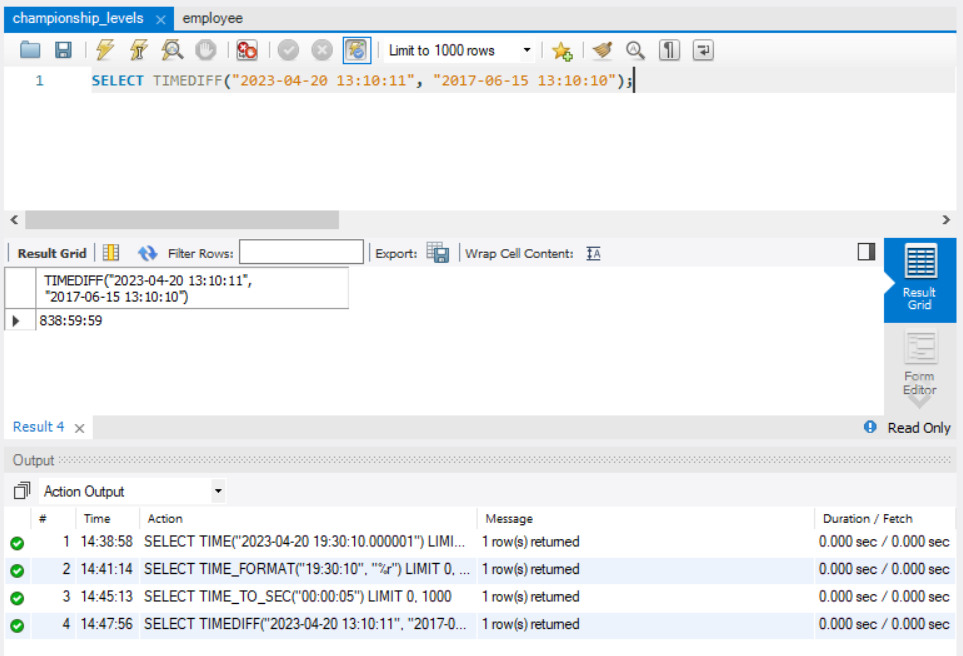 championship_levels × employee
Limit to 1000 rows
1 SELECT TIMEDIFF("2023-04-20 13:10:11", "2017-06-15 13:10:10");
Result Grid Filter Rows: Export: Wrap Cell Content: IA
Result Grid
TIMEDIFF("2023-04-20 13:10:11",
"2017-06-15 13:10:10")
838:59:59
Form
Editor
Result 4 × Read Only
Output
Action Output
# Time Action Message Duration / Fetch
1 14:38:58 SELECT TIME("2023-04-20 19:30:10.000001") LIMI... 1 row(s) returned 0.000 sec / 0.000 sec
2 14:41:14 SELECT TIME_FORMAT("19:30:10", "%r") LIMIT 0, ... 1 row(s) returned 0.000 sec / 0.000 sec
3 14:45:13 SELECT TIME_TO_SEC("00:00:05") LIMIT 0, 1000 1 row(s) returned 0.000 sec / 0.000 sec
4 14:47:56 SELECT TIMEDIFF("2023-04-20 13:10:11", "2017-0... 1 row(s) returned 0.000 sec / 0.000 sec